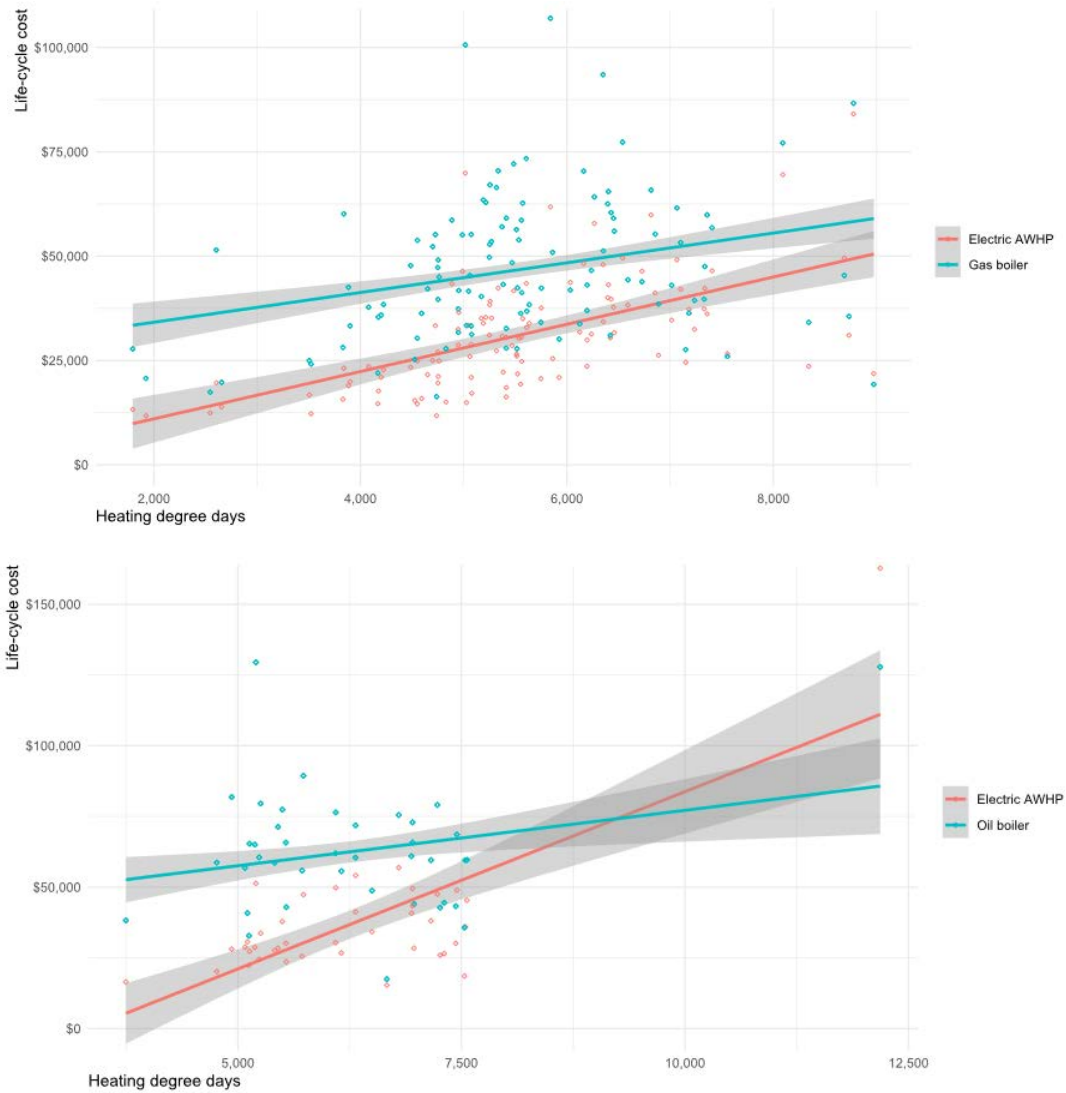 Life-cycle cost
$100,000
$75,000
$50,000
$25,000
$0
2,000
4,000
6,000
8,000
Heating degree days
Electric AWHP
Gas boiler
Life-cycle cost
$150,000
$100,000
$50,000
$0
5,000
7,500
10,000
12,500
Heating degree days
Electric AWHP
Oil boiler